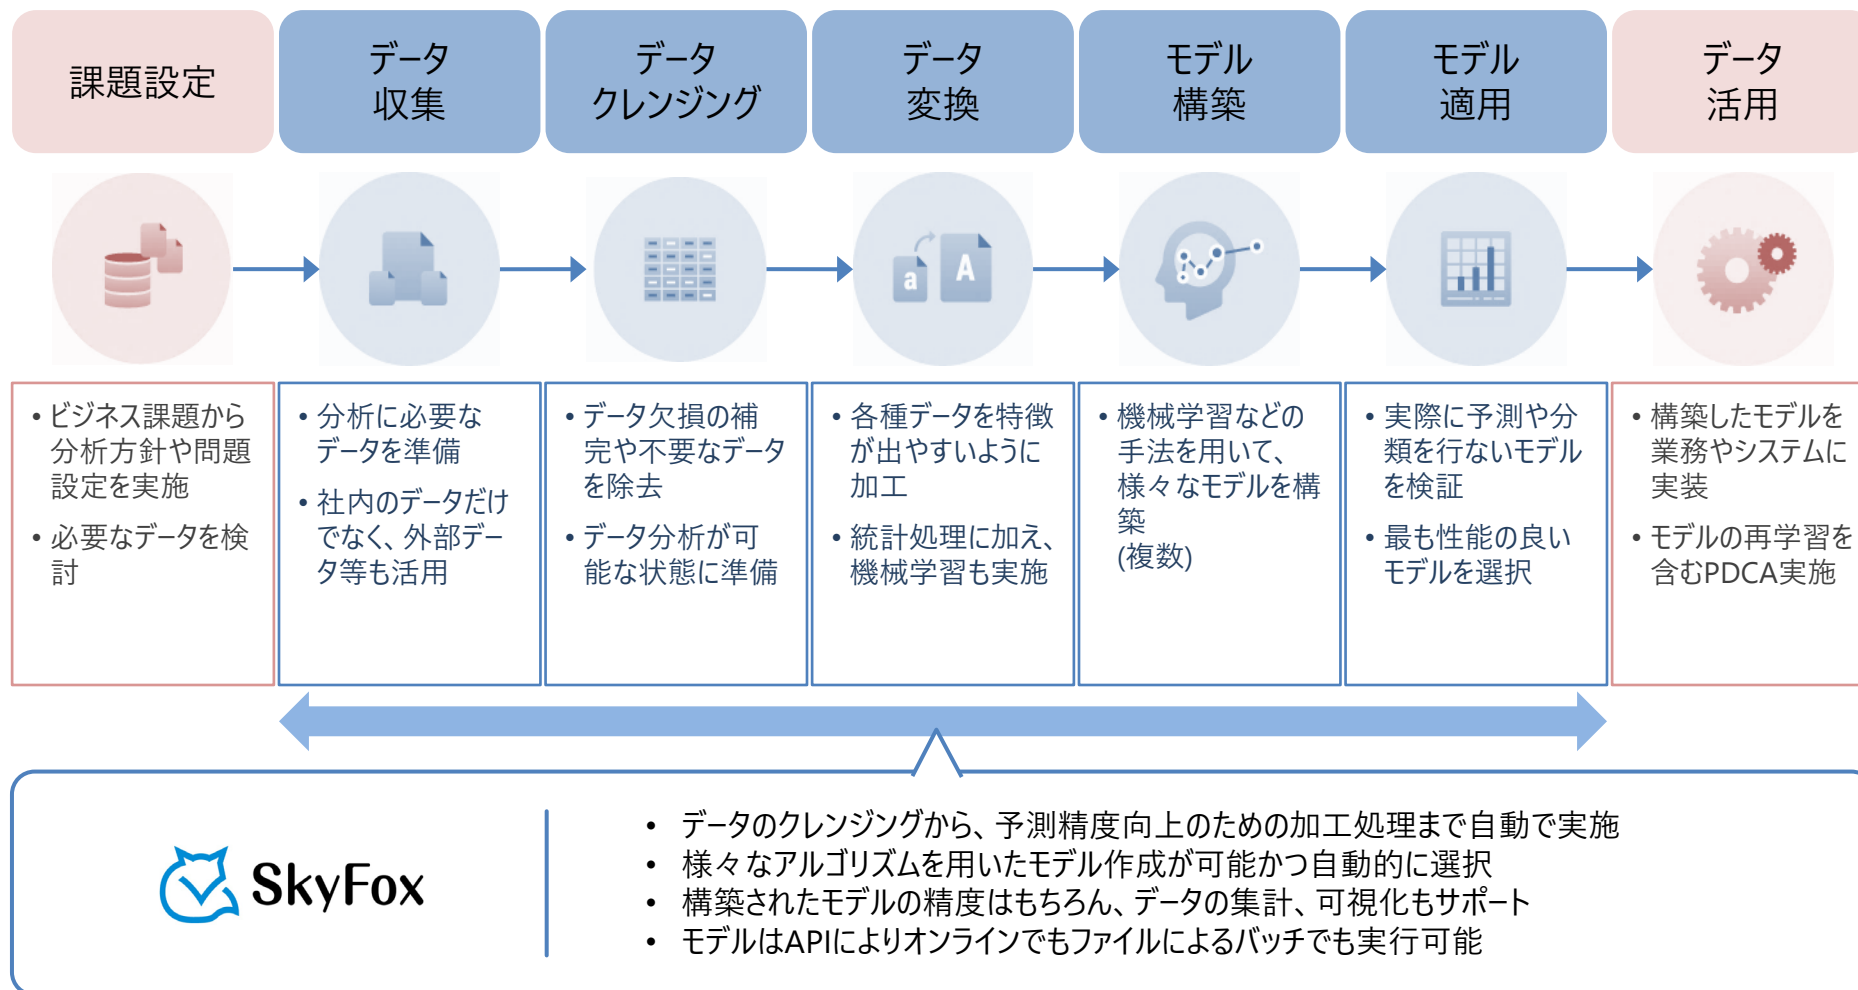 課題設定
データ
収集
データ
クレンジング
データ
変換
モデル
構築
モデル
適用
データ
活用
a
A
• ビジネス課題から
分析方針や問題
設定を実施
• 必要なデータを検
討
• 分析に必要な
データを準備
• 社内のデータだけ
でなく、外部デー
タ等も活用
• データ欠損の補
完や不要なデータ
を除去
• データ分析が可
能な状態に準備
• 各種データを特徴
が出やすいように
加工
• 統計処理に加え、
機械学習も実施
• 機械学習などの
手法を用いて、
様々なモデルを構
築
(複数)
• 実際に予測や分
類を行ないモデル
を検証
• 最も性能の良い
モデルを選択
• 構築したモデルを
業務やシステムに
実装
• モデルの再学習を
含むPDCA実施
SkyFox
• データのクレンジングから、予測精度向上のための加工処理まで自動で実施
• 様々なアルゴリズムを用いたモデル作成が可能かつ自動的に選択
• 構築されたモデルの精度はもちろん、データの集計、可視化もサポート
• モデルはAPIによりオンラインでもファイルによるバッチでも実行可能